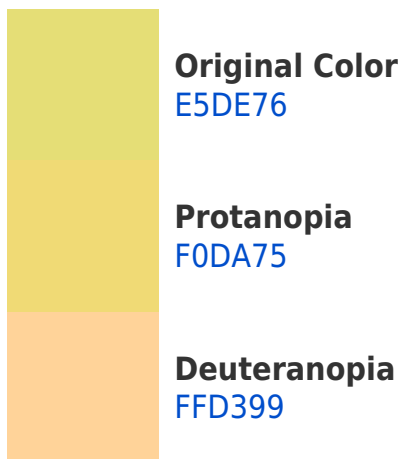 Original Color
E5DE76
Protanopia
F0DA75
Deuteranopia
FFD399